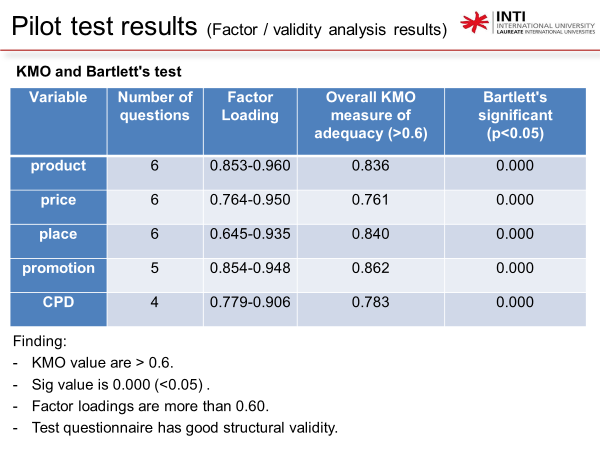 Pilot test results (Factor / validity analysis results)
INTI
INTERNATIONAL UNIVERSITY
LAUREATE INTERNATIONAL UNIVERSITIES
KMO and Bartlett's test
Variable Number of questions Factor Loading Overall KMO measure of adequacy (>0.6) Bartlett's significant (p<0.05)
product 6 0.853-0.960 0.836 0.000
price 6 0.764-0.950 0.761 0.000
place 6 0.645-0.935 0.840 0.000
promotion 5 0.854-0.948 0.862 0.000
CPD 4 0.779-0.906 0.783 0.000
Finding:
- KMO value are > 0.6.
- Sig value is 0.000 (<0.05) .
- Factor loadings are more than 0.60.
- Test questionnaire has good structural validity.